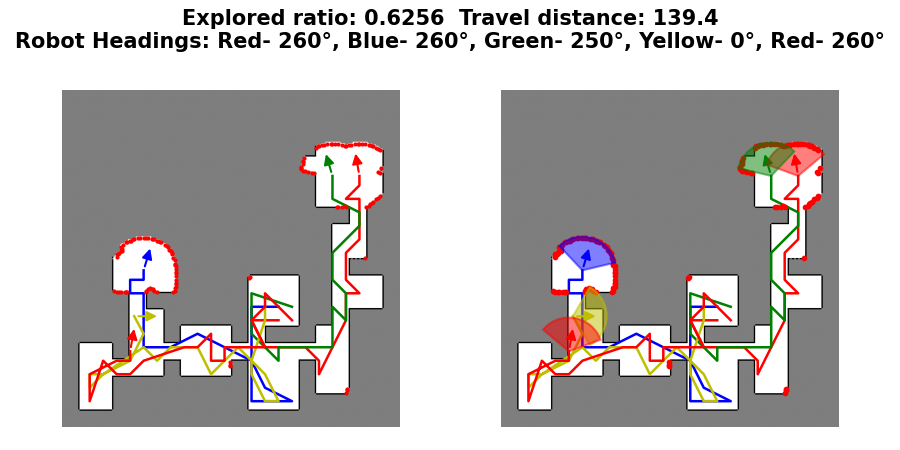 Explored ratio: 0.6256  Travel distance: 139.4
Robot Headings: Red- 260°, Blue- 260°, Green- 250°, Yellow- 0°, Red- 260°